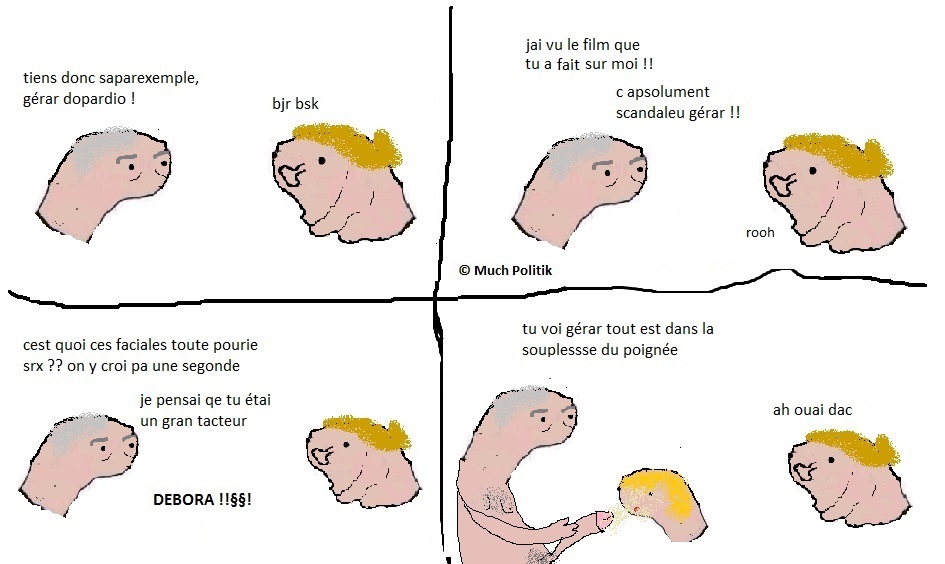 tiens donc saparexemple,
gérar dopardio !
bjr bsk
jai vu le film que
tu a fait sur moi !!
c apsolument
scandaleu gérar !!
rooh
© Much Politik
cest quoi ces faciales toute pourie
srx ?? on y croi pa une segonde
je pensai qe tu étai
un gran tacteur
DEBORA !!§§!
tu voi gérar tout est dans la
souplessse du poignée
ah ouai dac